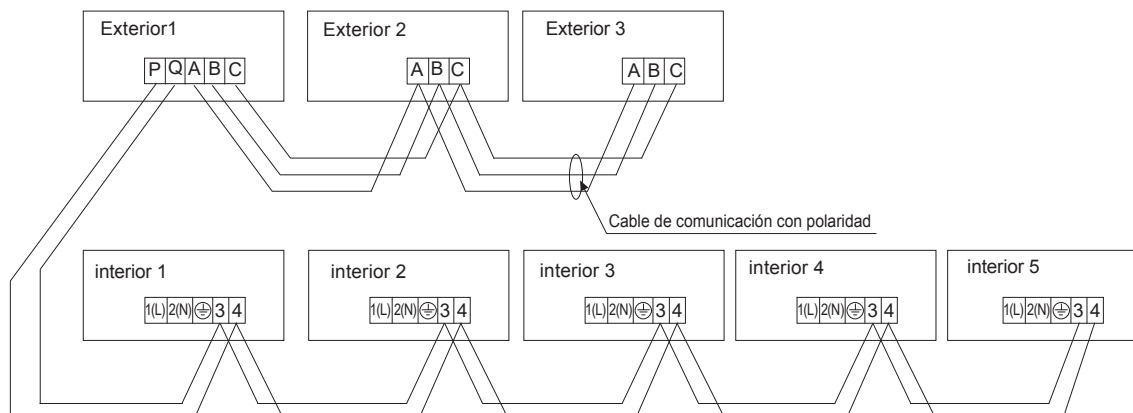 Exterior1
Exterior 2
Exterior 3
P Q A B C
A B C
A B C
Cable de comunicación con polaridad
interior 1
interior 2
interior 3
interior 4
interior 5
1(L) 2(N) 3 4
1(L) 2(N) 3 4
1(L) 2(N) 3 4
1(L) 2(N) 3 4
1(L) 2(N) 3 4